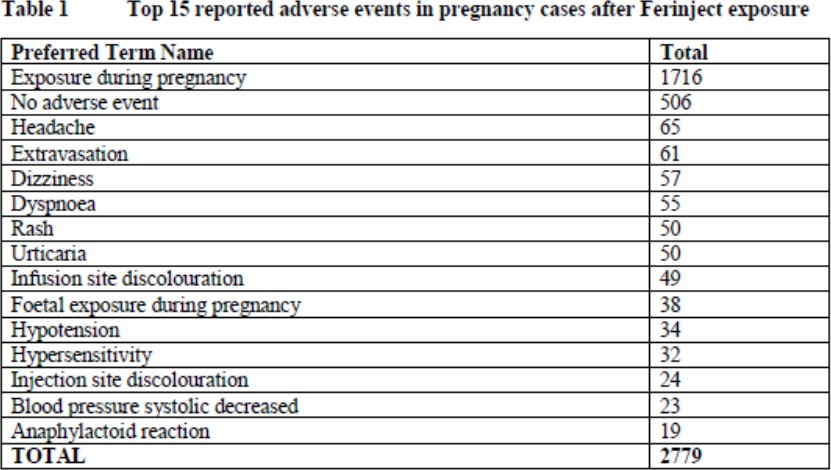 Table 1 Top 15 reported adverse events in pregnancy cases after Ferinject exposure
Preferred Term Name Total
Exposure during pregnancy 1716
No adverse event 506
Headache 65
Extravasation 61
Dizziness 57
Dyspnoea 55
Rash 50
Urticaria 50
Infusion site discolouration 49
Foetal exposure during pregnancy 38
Hypotension 34
Hypersensitivity 32
Injection site discolouration 24
Blood pressure systolic decreased 23
Anaphylactoid reaction 19
TOTAL 2779